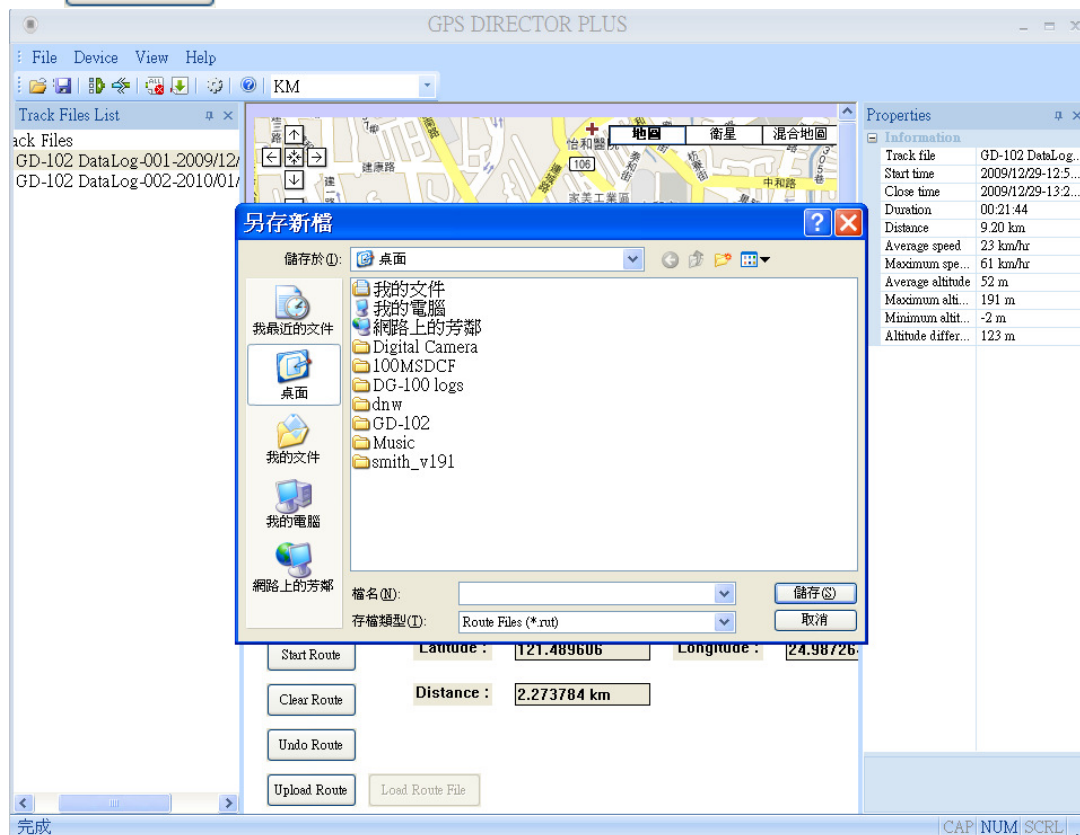 GPS DIRECTOR PLUS
File Device View Help
KM
Track Files List
ack Files
GD-102 DataLog-001-2009/12/
GD-102 DataLog-002-2010/01/
地圖 衛星 混合地圖
怡和醫院
建康路
106
中和路
家美工業區
Properties
Information
Track file GD-102 DataLog...
Start time 2009/12/29-12:5...
Close time 2009/12/29-13:2...
Duration 00:21:44
Distance 9.20 km
Average speed 23 km/hr
Maximum spe... 61 km/hr
Average altitude 52 m
Maximum alti... 191 m
Minimum altit... -2 m
Altitude differ... 123 m
另存新檔
儲存於(I): 桌面
我最近的文件
桌面
我的文件
我的電腦
網路上的芳鄰
我的文件
我的電腦
網路上的芳鄰
Digital Camera
100MSDCF
DG-100 logs
dnw
GD-102
Music
smith_v191
檔名(N): 儲存(S)
存檔類型(T): Route Files (*.rut) 取消
Start Route Latitude : 121.489606 Longitude : 24.98726
Clear Route Distance : 2.273784 km
Undo Route
Upload Route Load Route File
完成 CAP NUM SCRL